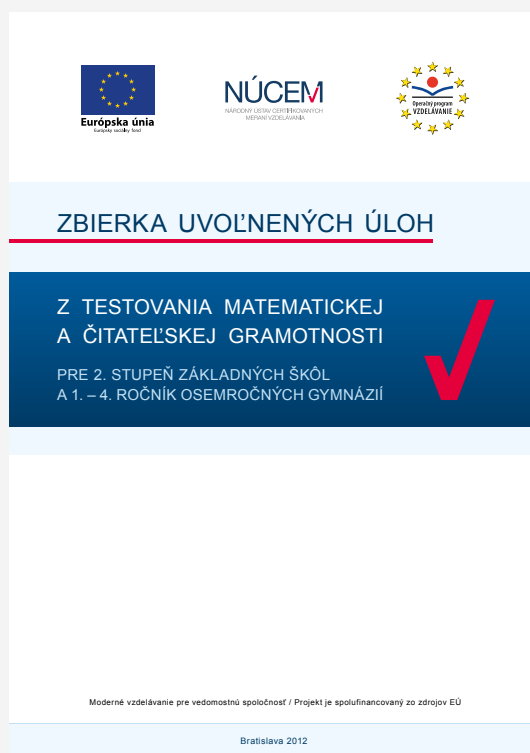 Európska únia
Európsky sociálny fond
NÚCEM
NÁRODNÝ ÚSTAV CERTIFIKOVANÝCH
MERANÍ VZDELÁVANIA
Operačný program
VZDELÁVANIE
ZBIERKA UVOĽNENÝCH ÚLOH
Z TESTOVANIA MATEMATICKEJ
A ČITATEĽSKEJ GRAMOTNOSTI
PRE 2. STUPEŇ ZÁKLADNÝCH ŠKÔL
A 1. – 4. ROČNÍK OSEMROČNÝCH GYMNÁZIÍ
Moderné vzdelávanie pre vedomostnú spoločnosť / Projekt je spolufinancovaný zo zdrojov EÚ
Bratislava 2012